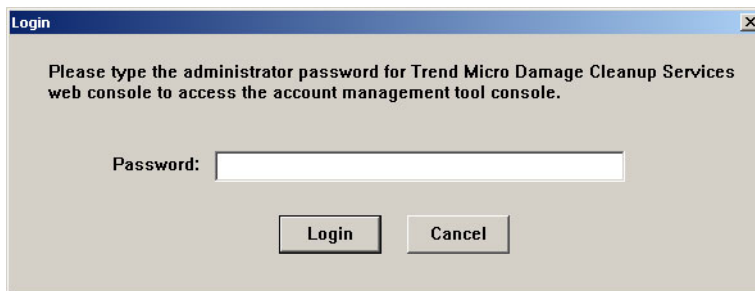 Login
Please type the administrator password for Trend Micro Damage Cleanup Services
web console to access the account management tool console.
Password:
Login Cancel